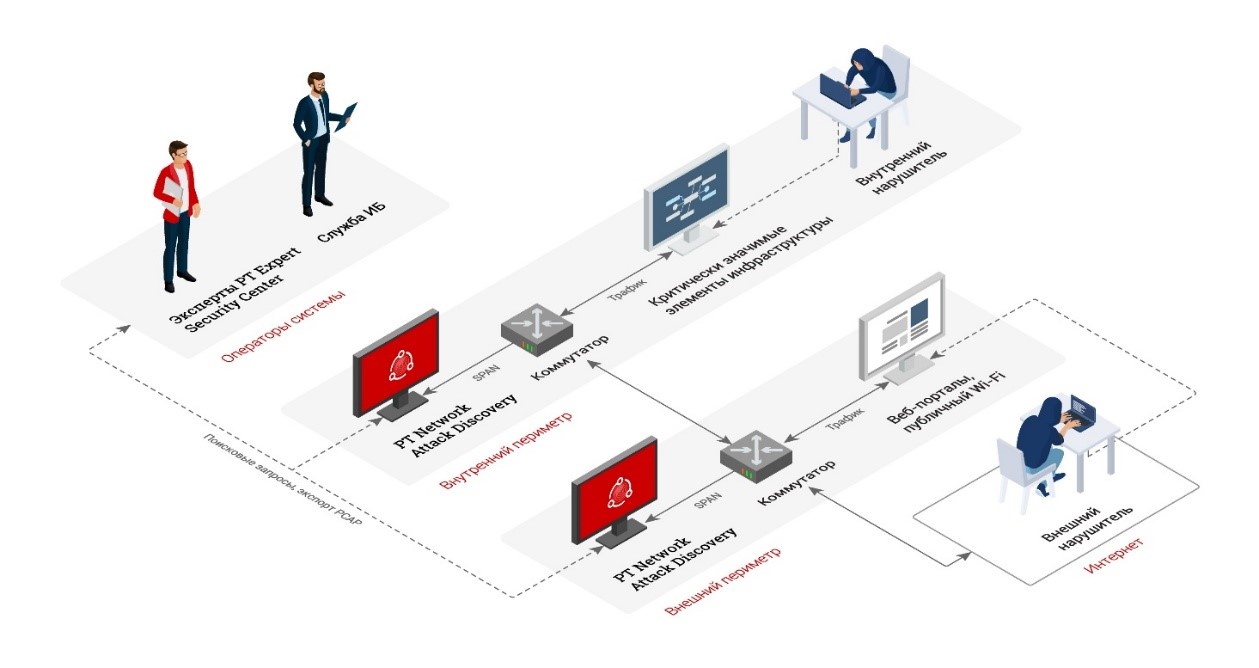 Служба ИБ
Эксперты PT Expert
Security Center
Операторы системы
Внутренний
нарушитель
Критически значимые
элементы инфраструктуры
Трафик
Коммутатор
SPAN
PT Network
Attack Discovery
Внутренний периметр
Поисковые запросы, экспорт PCAP
Веб-порталы,
публичный Wi-Fi
Трафик
Коммутатор
SPAN
PT Network
Attack Discovery
Внешний периметр
Внешний
нарушитель
Интернет